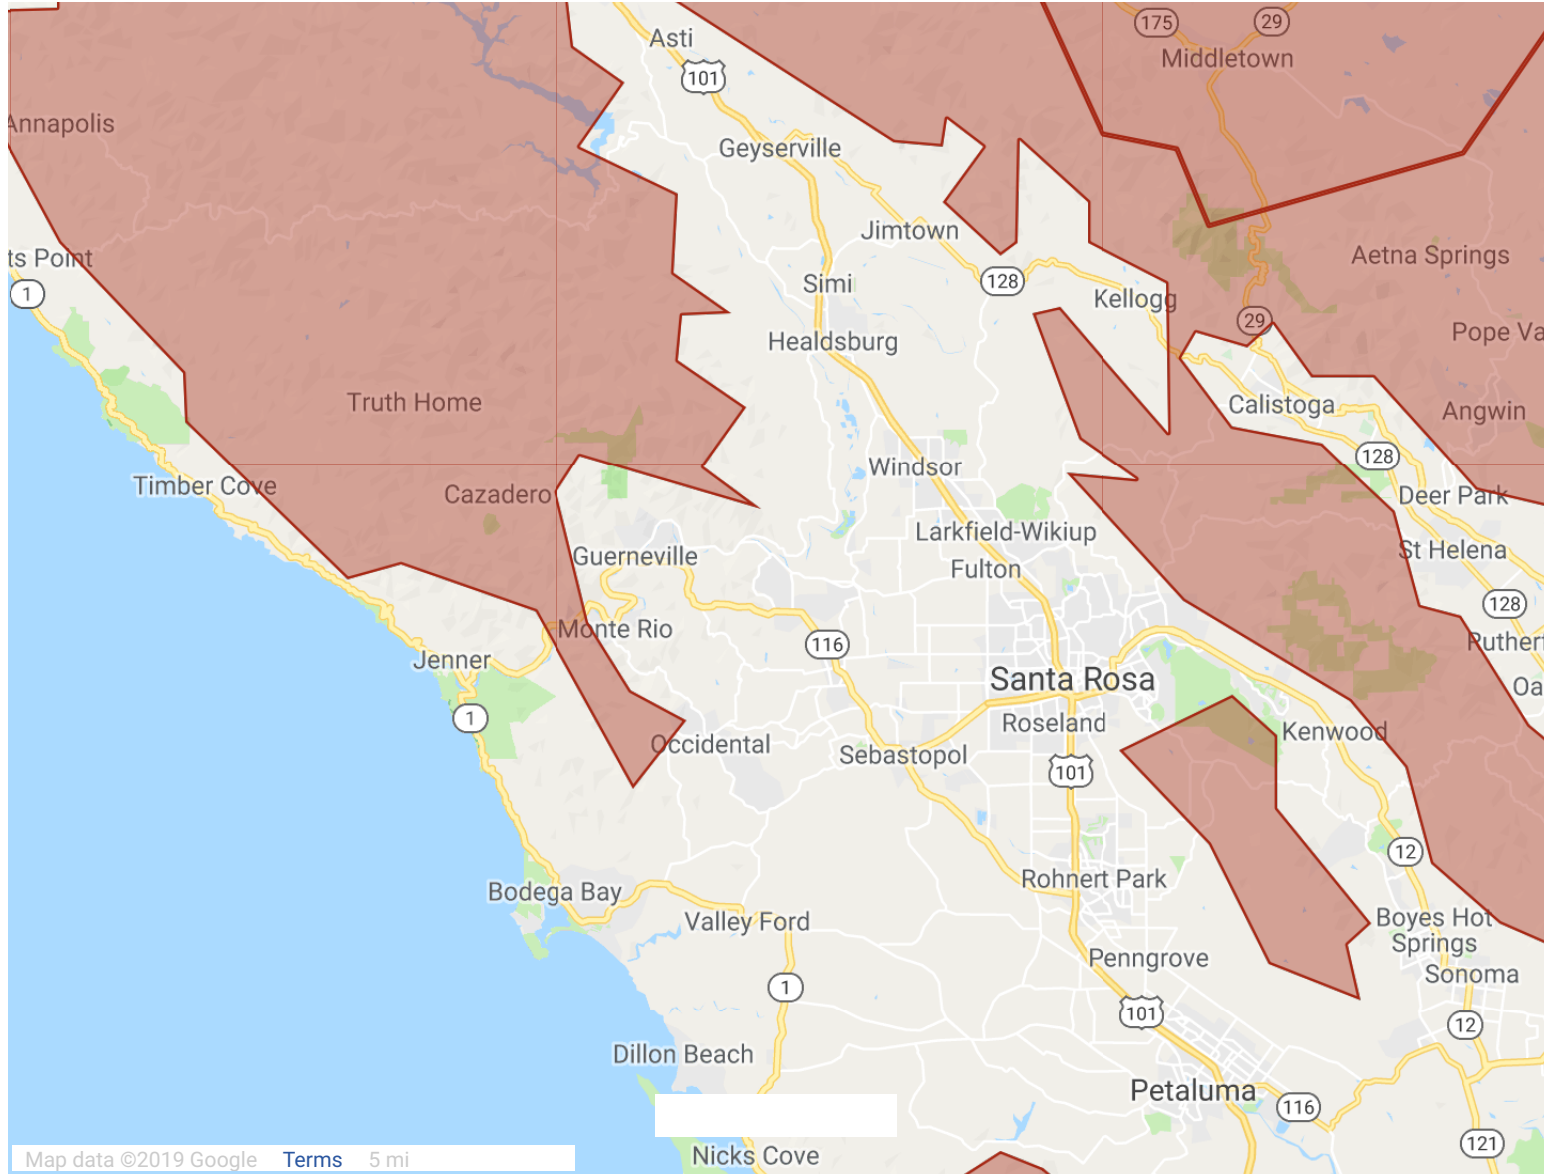 175
29
Middletown
Asti
101
Annapolis
Geyserville
Jimtown
ts Point
Aetna Springs
1
Simi
128
Kellogg
29
Pope Va
Healdsburg
Truth Home
Calistoga
Angwin
128
Windsor
Timber Cove
Cazadero
Deer Park
Larkfield-Wikiup
St Helena
Guerneville
Fulton
128
Monte Rio
116
Rutherf
Jenner
Santa Rosa
Oa
1
Roseland
Kenwood
Occidental
Sebastopol
101
12
Rohnert Park
Bodega Bay
Valley Ford
Boyes Hot
Springs
Penngrove
Sonoma
1
101
12
Dillon Beach
Petaluma
116
121
Nicks Cove
Map data ©2019 Google Terms 5 mi